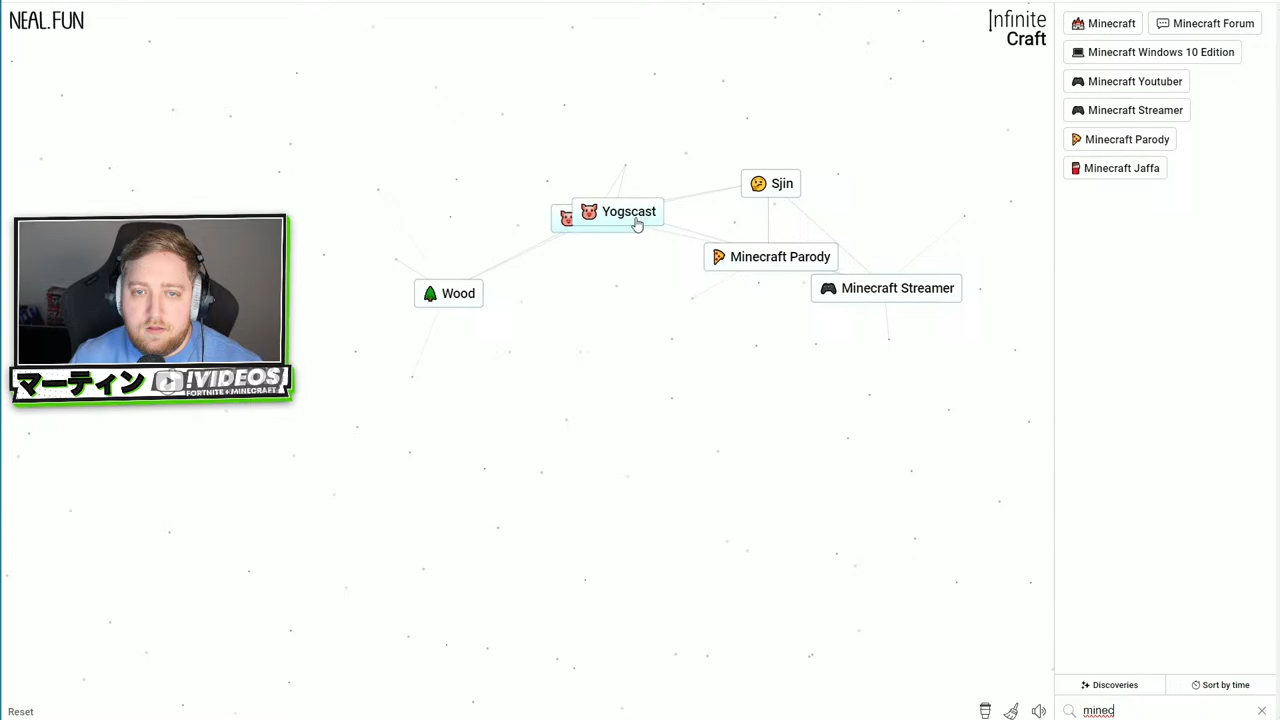 NEAL.FUN
Infinite
Craft
Minecraft
Minecraft Forum
Minecraft Windows 10 Edition
Minecraft Youtuber
Minecraft Streamer
Minecraft Parody
Minecraft Jaffa
Sjin
Yogscast
Minecraft Parody
Minecraft Streamer
Wood
マーティン
!VIDEOS
FORTNITE + MINECRAFT
Discoveries
Sort by time
Reset
minec